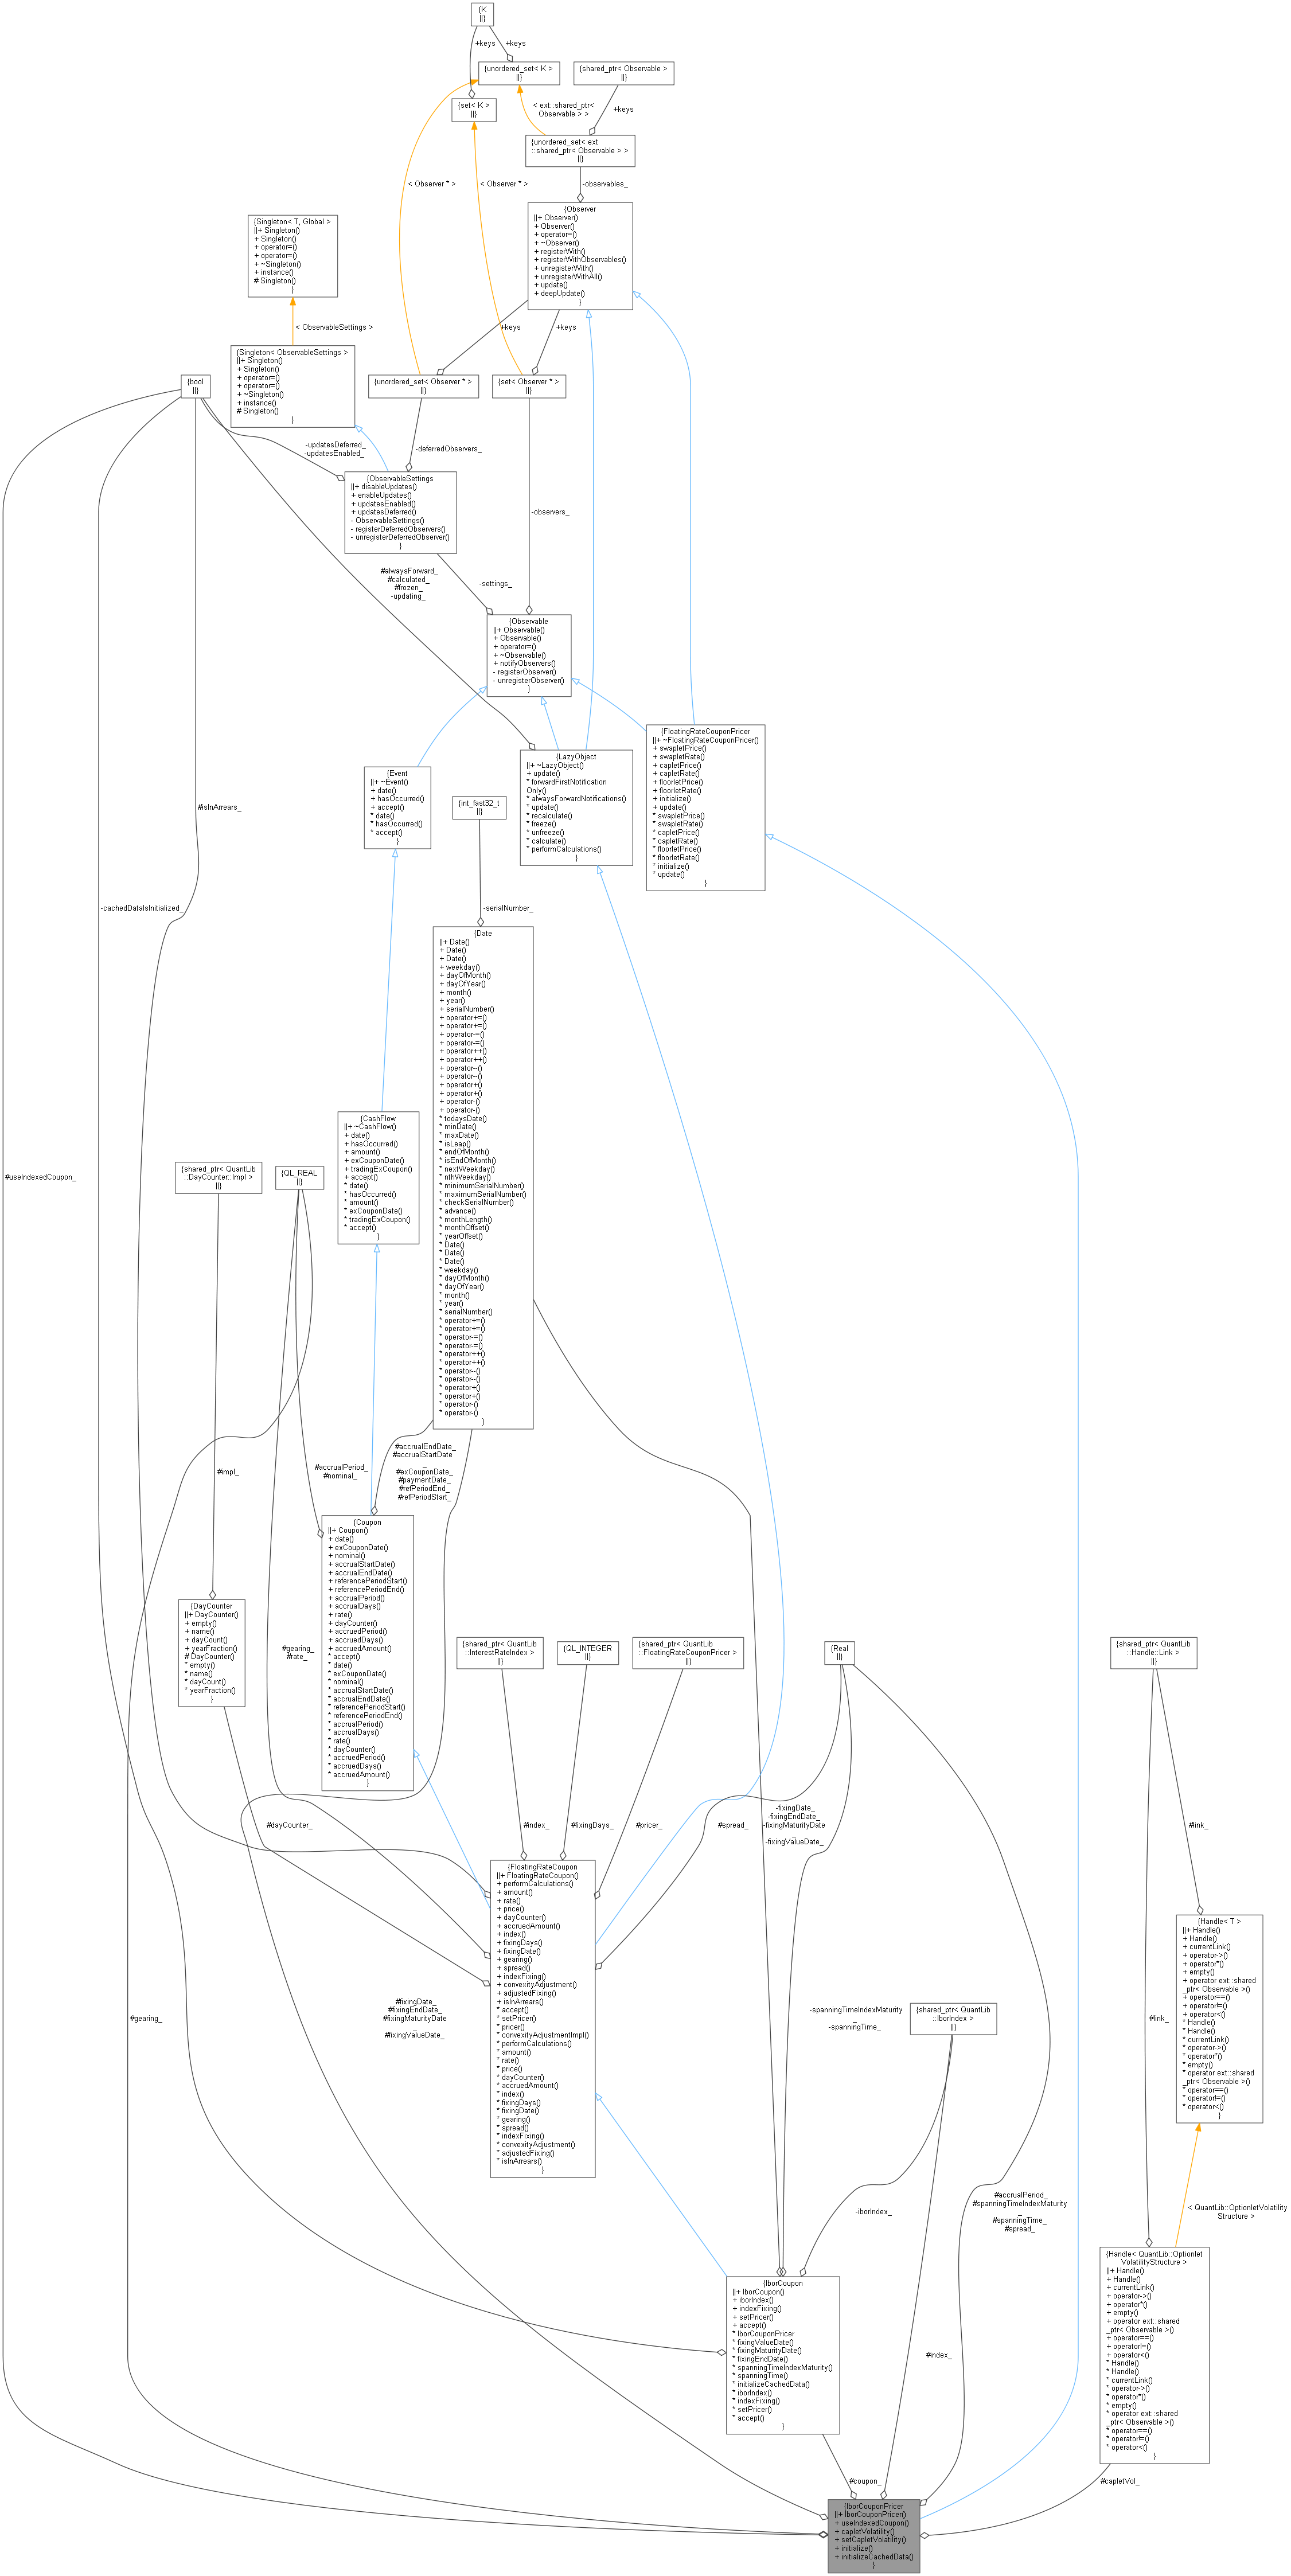 {K
||}
+keys
+keys
{unordered_set< K >
||}
{shared_ptr< Observable >
||}
{set< K >
||}
< ext::shared_ptr<
Observable > >
+keys
{unordered_set< ext
::shared_ptr< Observable > >
||}
< Observer * >
< Observer * >
-observables_
{Observer
||+ Observer()
+ Observer()
+ operator=()
+ ~Observer()
+ registerWith()
+ registerWithObservables()
+ unregisterWith()
+ unregisterWithAll()
+ update()
+ deepUpdate()
}
{Singleton< T, Global >
||+ Singleton()
+ Singleton()
+ operator=()
+ operator=()
+ ~Singleton()
+ instance()
# Singleton()
}
< ObservableSettings >
+keys
+keys
{Singleton< ObservableSettings >
||+ Singleton()
+ Singleton()
+ operator=()
+ operator=()
+ ~Singleton()
+ instance()
# Singleton()
}
{bool
||}
{unordered_set< Observer * >
||}
{set< Observer * >
||}
-updatesDeferred_
-updatesEnabled_
-deferredObservers_
{ObservableSettings
||+ disableUpdates()
+ enableUpdates()
+ updatesEnabled()
+ updatesDeferred()
- ObservableSettings()
- registerDeferredObservers()
- unregisterDeferredObserver()
}
-observers_
#alwaysForward_
#calculated_
#frozen_
-updating_
-settings_
{Observable
||+ Observable()
+ Observable()
+ operator=()
+ ~Observable()
+ notifyObservers()
- registerObserver()
- unregisterObserver()
}
{FloatingRateCouponPricer
||+ ~FloatingRateCouponPricer()
+ swapletPrice()
+ swapletRate()
+ capletPrice()
+ capletRate()
+ floorletPrice()
+ floorletRate()
+ initialize()
+ update()
* swapletPrice()
* swapletRate()
* capletPrice()
* capletRate()
* floorletPrice()
* floorletRate()
* initialize()
* update()
}
{LazyObject
||+ ~LazyObject()
+ update()
* forwardFirstNotification
Only()
* alwaysForwardNotifications()
* update()
* recalculate()
* freeze()
* unfreeze()
* calculate()
* performCalculations()
}
{Event
||+ ~Event()
+ date()
+ hasOccurred()
+ accept()
* date()
* hasOccurred()
* accept()
}
{int_fast32_t
||}
#isInArrears_
-cachedDataIsInitialized_
-serialNumber_
{Date
||+ Date()
+ Date()
+ Date()
+ weekday()
+ dayOfMonth()
+ dayOfYear()
+ month()
+ year()
+ serialNumber()
+ operator+=()
+ operator+=()
+ operator-=()
+ operator-=()
+ operator++()
+ operator++()
+ operator--()
+ operator--()
+ operator+()
+ operator+()
+ operator-()
+ operator-()
* todaysDate()
* minDate()
* maxDate()
* isLeap()
* endOfMonth()
* isEndOfMonth()
* nextWeekday()
* nthWeekday()
* minimumSerialNumber()
* maximumSerialNumber()
* checkSerialNumber()
* advance()
* monthLength()
* monthOffset()
* yearOffset()
* Date()
* Date()
* Date()
* weekday()
* dayOfMonth()
* dayOfYear()
* month()
* year()
* serialNumber()
* operator+=()
* operator+=()
* operator-=()
* operator-=()
* operator++()
* operator++()
* operator--()
* operator--()
* operator+()
* operator+()
* operator-()
* operator-()
}
{CashFlow
||+ ~CashFlow()
+ date()
+ hasOccurred()
+ amount()
+ exCouponDate()
+ tradingExCoupon()
+ accept()
* date()
* hasOccurred()
* amount()
* exCouponDate()
* tradingExCoupon()
* accept()
}
#useIndexedCoupon_
{shared_ptr< QuantLib
::DayCounter::Impl >
||}
{QL_REAL
||}
#impl_
#accrualPeriod_
#nominal_
#accrualEndDate_
#accrualStartDate
_
#exCouponDate_
#paymentDate_
#refPeriodEnd_
#refPeriodStart_
{Coupon
||+ Coupon()
+ date()
+ exCouponDate()
+ nominal()
+ accrualStartDate()
+ accrualEndDate()
+ referencePeriodStart()
+ referencePeriodEnd()
+ accrualPeriod()
+ accrualDays()
+ rate()
+ dayCounter()
+ accruedPeriod()
+ accruedDays()
+ accruedAmount()
* accept()
* date()
* exCouponDate()
* nominal()
* accrualStartDate()
* accrualEndDate()
* referencePeriodStart()
* referencePeriodEnd()
* accrualPeriod()
* accrualDays()
* rate()
* dayCounter()
* accruedPeriod()
* accruedDays()
* accruedAmount()
}
{DayCounter
||+ DayCounter()
+ empty()
+ name()
+ dayCount()
+ yearFraction()
# DayCounter()
* empty()
* name()
* dayCount()
* yearFraction()
}
#gearing_
#rate_
{shared_ptr< QuantLib
::InterestRateIndex >
||}
{QL_INTEGER
||}
{shared_ptr< QuantLib
::FloatingRateCouponPricer >
||}
{Real
||}
{shared_ptr< QuantLib
::Handle::Link >
||}
#dayCounter_
#index_
#fixingDays_
#pricer_
#spread_
-fixingDate_
-fixingEndDate_
-fixingMaturityDate
_
-fixingValueDate_
#link_
#link_
{FloatingRateCoupon
||+ FloatingRateCoupon()
+ performCalculations()
+ amount()
+ rate()
+ price()
+ dayCounter()
+ accruedAmount()
+ index()
+ fixingDays()
+ fixingDate()
+ gearing()
+ spread()
+ indexFixing()
+ convexityAdjustment()
+ adjustedFixing()
+ isInArrears()
* accept()
* setPricer()
* pricer()
* convexityAdjustmentImpl()
* performCalculations()
* amount()
* rate()
* price()
* dayCounter()
* accruedAmount()
* index()
* fixingDays()
* fixingDate()
* gearing()
* spread()
* indexFixing()
* convexityAdjustment()
* adjustedFixing()
* isInArrears()
}
{Handle< T >
||+ Handle()
+ Handle()
+ currentLink()
+ operator->()
+ operator*()
+ empty()
+ operator ext::shared
_ptr< Observable >()
+ operator==()
+ operator!=()
+ operator<()
* Handle()
* Handle()
* currentLink()
* operator->()
* operator*()
* empty()
* operator ext::shared
_ptr< Observable >()
* operator==()
* operator!=()
* operator<()
}
#gearing_
#fixingDate_
#fixingEndDate_
#fixingMaturityDate
_
#fixingValueDate_
-spanningTimeIndexMaturity
_
-spanningTime_
{shared_ptr< QuantLib
::IborIndex >
||}
-iborIndex_
#accrualPeriod_
#spanningTimeIndexMaturity
_
#spanningTime_
#spread_
< QuantLib::OptionletVolatility
Structure >
{IborCoupon
||+ IborCoupon()
+ iborIndex()
+ indexFixing()
+ setPricer()
+ accept()
* IborCouponPricer
* fixingValueDate()
* fixingMaturityDate()
* fixingEndDate()
* spanningTimeIndexMaturity()
* spanningTime()
* initializeCachedData()
* iborIndex()
* indexFixing()
* setPricer()
* accept()
}
{Handle< QuantLib::Optionlet
VolatilityStructure >
||+ Handle()
+ Handle()
+ currentLink()
+ operator->()
+ operator*()
+ empty()
+ operator ext::shared
_ptr< Observable >()
+ operator==()
+ operator!=()
+ operator<()
* Handle()
* Handle()
* currentLink()
* operator->()
* operator*()
* empty()
* operator ext::shared
_ptr< Observable >()
* operator==()
* operator!=()
* operator<()
}
#index_
#coupon_
#capletVol_
{IborCouponPricer
||+ IborCouponPricer()
+ useIndexedCoupon()
+ capletVolatility()
+ setCapletVolatility()
+ initialize()
+ initializeCachedData()
}